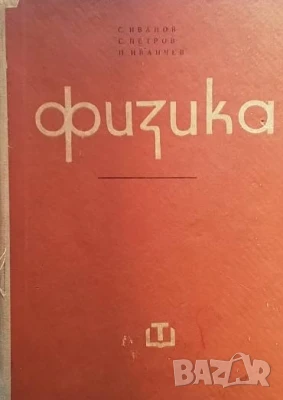 С. ИВАНОВ
С. ПЕТРОВ
Н. ИВАНЧЕВ
физика
Т
BAZAR